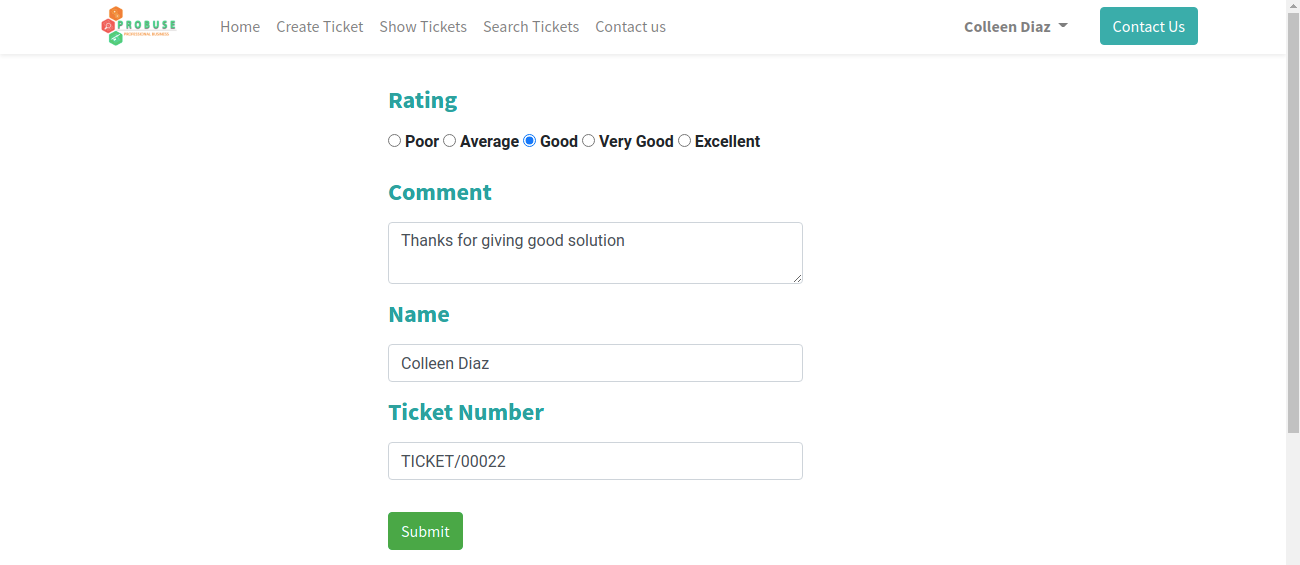 PROBUSE
PROFESSIONAL BUSINESS
Home Create Ticket Show Tickets Search Tickets Contact us Colleen Diaz Contact Us
Rating
Poor Average Good Very Good Excellent
Comment
Thanks for giving good solution
Name
Colleen Diaz
Ticket Number
TICKET/00022
Submit